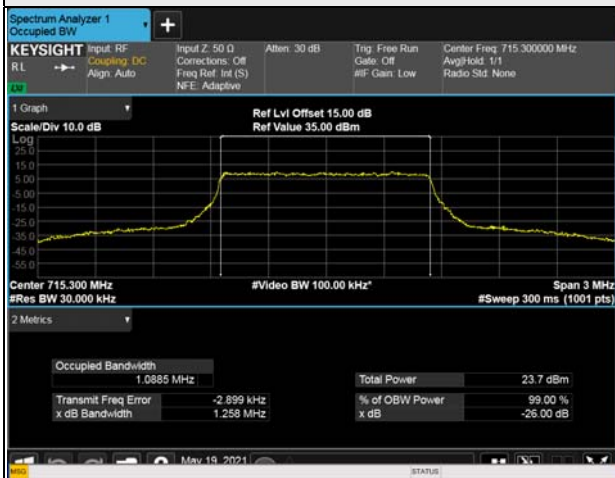 Spectrum Analyzer 1
Occupied BW
+
KEYSIGHT
RL
Input: RF
Coupling: DC
Align: Auto
Input Z: 50 Ω
Corrections: Off
Freq Ref: Int (S)
NFE: Adaptive
Atten: 30 dB
Trig: Free Run
Gate: Off
#IF Gain: Low
Center Freq: 715.300000 MHz
Avg|Hold: 1/1
Radio Std: None
1 Graph
Scale/Div 10.0 dB
Ref Lvl Offset 15.00 dB
Ref Value 35.00 dBm
Log
25.0
15.0
5.00
-5.00
-15.0
-25.0
-35.0
-45.0
-55.0
Center 715.300 MHz
#Res BW 30.000 kHz
#Video BW 100.00 kHz*
Span 3 MHz
#Sweep 300 ms (1001 pts)
2 Metrics
Occupied Bandwidth
1.0885 MHz
Total Power 23.7 dBm
Transmit Freq Error -2.899 kHz
% of OBW Power 99.00 %
x dB Bandwidth 1.258 MHz
x dB -26.00 dB
May 19, 2021
MSG
STATUS